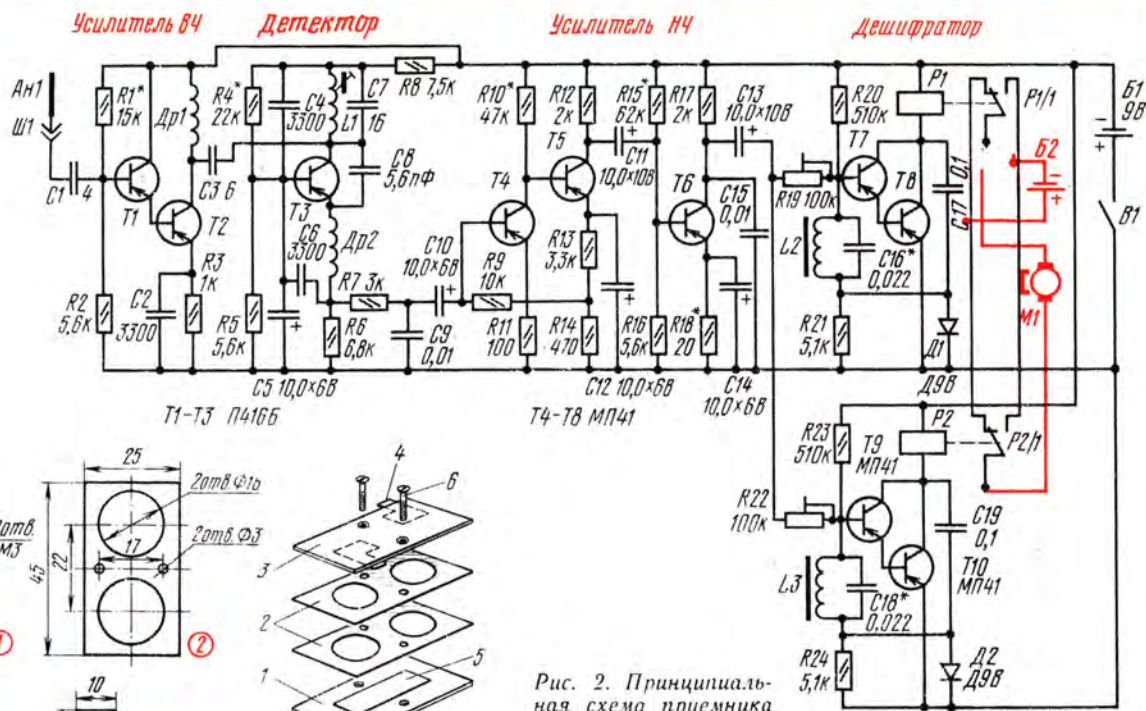 Усилитель ВЧ
Детектор
Усилитель НЧ
Дешифратор
Ан1
Ш1
C1 4
R1*
15к
Др1
T1
T2
C3 6
R2
5,6к
C2
3300
R3
1к
R4*
22к
C4
3300
L1
C7
16
R8 7,5к
C8
5,6пФ
T3
C6
3300
Др2
R5
5,6к
C5 10,0×6В
R7 3к
R6
6,8к
C9
0,01
C10
10,0×6В
R9
10к
T4
R10*
47к
R11
100
R12
2к
T5
R13
3,3к
R14
470
C11
10,0×10В
C12 10,0×6В
R15*
62к
R16
5,6к
T6
R17
2к
R18*
20
C13
10,0×10В
C15
0,01
C14
10,0×6В
R19 100к
R20
510к
T7
T8
P1
C17 0,1
L2
C16*
0,022
R21
5,1к
Д1
Д9В
P1/1
Б2
M1
P2/1
Б1
9В
В1
T1-T3 П416Б
T4-T8 МП41
R22
100к
R23
510к
P2
T9
МП41
C19
0,1
T10
МП41
L3
C18*
0,022
R24
5,1к
Д2
Д9В
25
2отв. Ф16
2отв. Ф3
17
22
45
2отв.
М3
1
2
10
4
6
3
2
5
1
Рис. 2. Принципиаль-
ная схема приемника